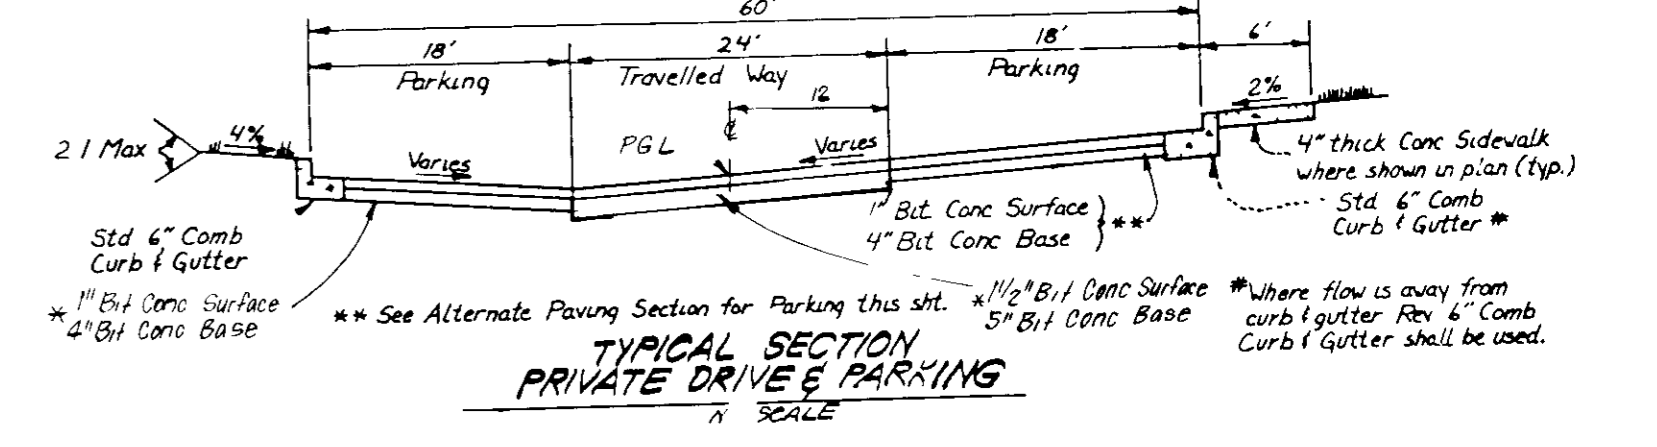 60'
18'
24'
18'
6'
Parking
Travelled Way
Parking
12
2%
2 1 Max
4%
Varies
PGL
℄
Varies
4" thick Conc Sidewalk
where shown in plan (typ.)
1" Bit Conc Surface
4" Bit Conc Base
**
Std 6" Comb
Curb & Gutter #
Std 6" Comb
Curb & Gutter
* 1" Bit Conc Surface
4" Bit Conc Base
** See Alternate Paving Section for Parking this sht.
* 1 1/2" Bit Conc Surface
5" Bit Conc Base
# Where flow is away from
curb & gutter Rev 6" Comb
Curb & Gutter shall be used.
TYPICAL SECTION
PRIVATE DRIVE & PARKING
N SCALE